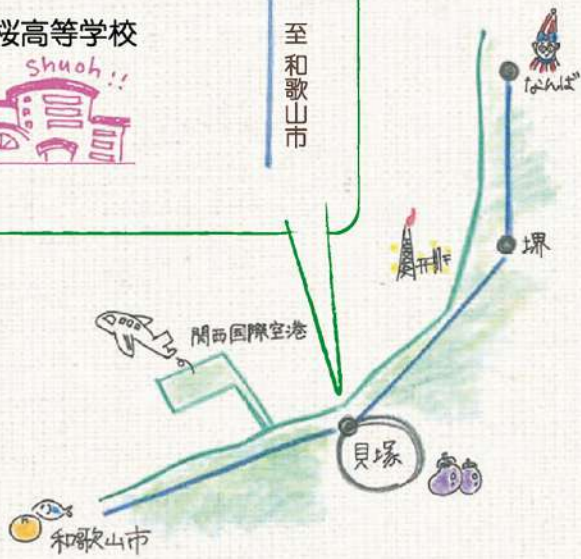 桜高等学校
shuoh!!
至 和歌山市
なんば
堺
関西国際空港
貝塚
和歌山市